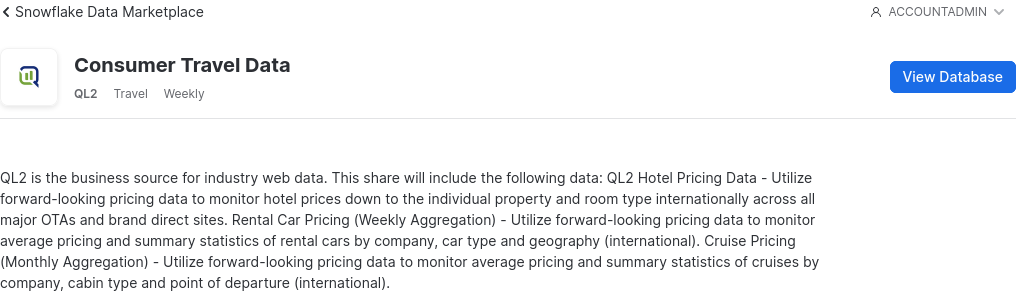 Snowflake Data Marketplace
ACCOUNTADMIN
Consumer Travel Data
View Database
QL2 Travel Weekly
QL2 is the business source for industry web data. This share will include the following data: QL2 Hotel Pricing Data - Utilize
forward-looking pricing data to monitor hotel prices down to the individual property and room type internationally across all
major OTAs and brand direct sites. Rental Car Pricing (Weekly Aggregation) - Utilize forward-looking pricing data to monitor
average pricing and summary statistics of rental cars by company, car type and geography (international). Cruise Pricing
(Monthly Aggregation) - Utilize forward-looking pricing data to monitor average pricing and summary statistics of cruises by
company, cabin type and point of departure (international).